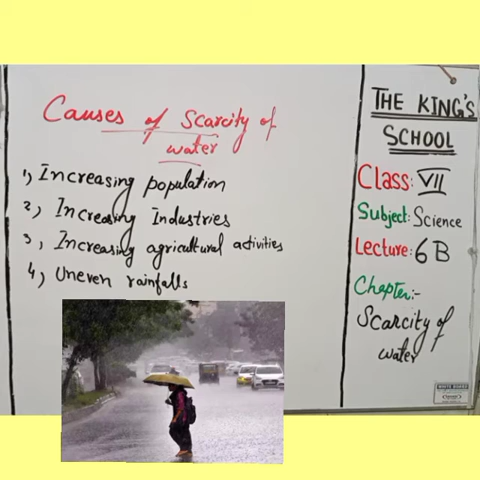 Causes of Scarcity of
water
1, Increasing population
2, Increasing Industries
3, Increasing agricultural activities
4, Uneven rainfalls
THE KING'S
SCHOOL
Class: VII
Subject: Science
Lecture: 6 B
Chapter:-
Scarcity of
water